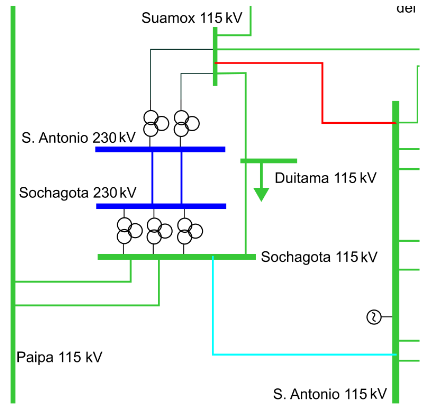 del
Suamox 115 kV
S. Antonio 230 kV
Duitama 115 kV
Sochagota 230 kV
Sochagota 115 kV
Paipa 115 kV
S. Antonio 115 kV